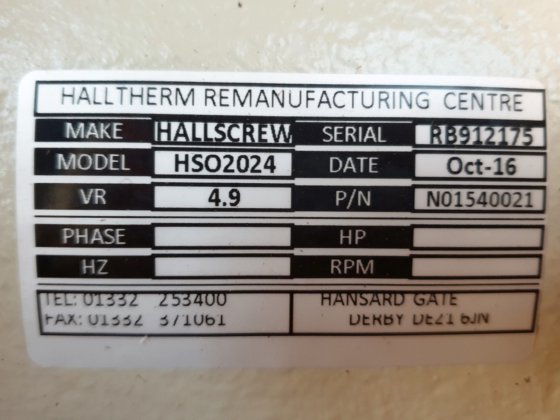 HALLTHERM REMANUFACTURING CENTRE
MAKE HALLSCREW SERIAL RB912175
MODEL HSO2024 DATE Oct-16
VR 4.9 P/N N01540021
PHASE HP
HZ RPM
TEL: 01332 253400 HANSARD GATE
FAX: 01332 371061 DERBY DE21 6JN